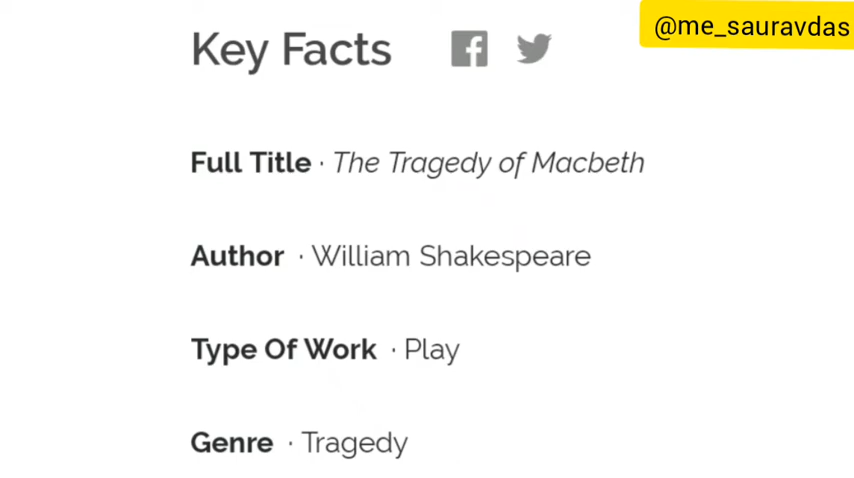 @me_sauravdas
Key Facts
Full Title · The Tragedy of Macbeth
Author · William Shakespeare
Type Of Work · Play
Genre · Tragedy